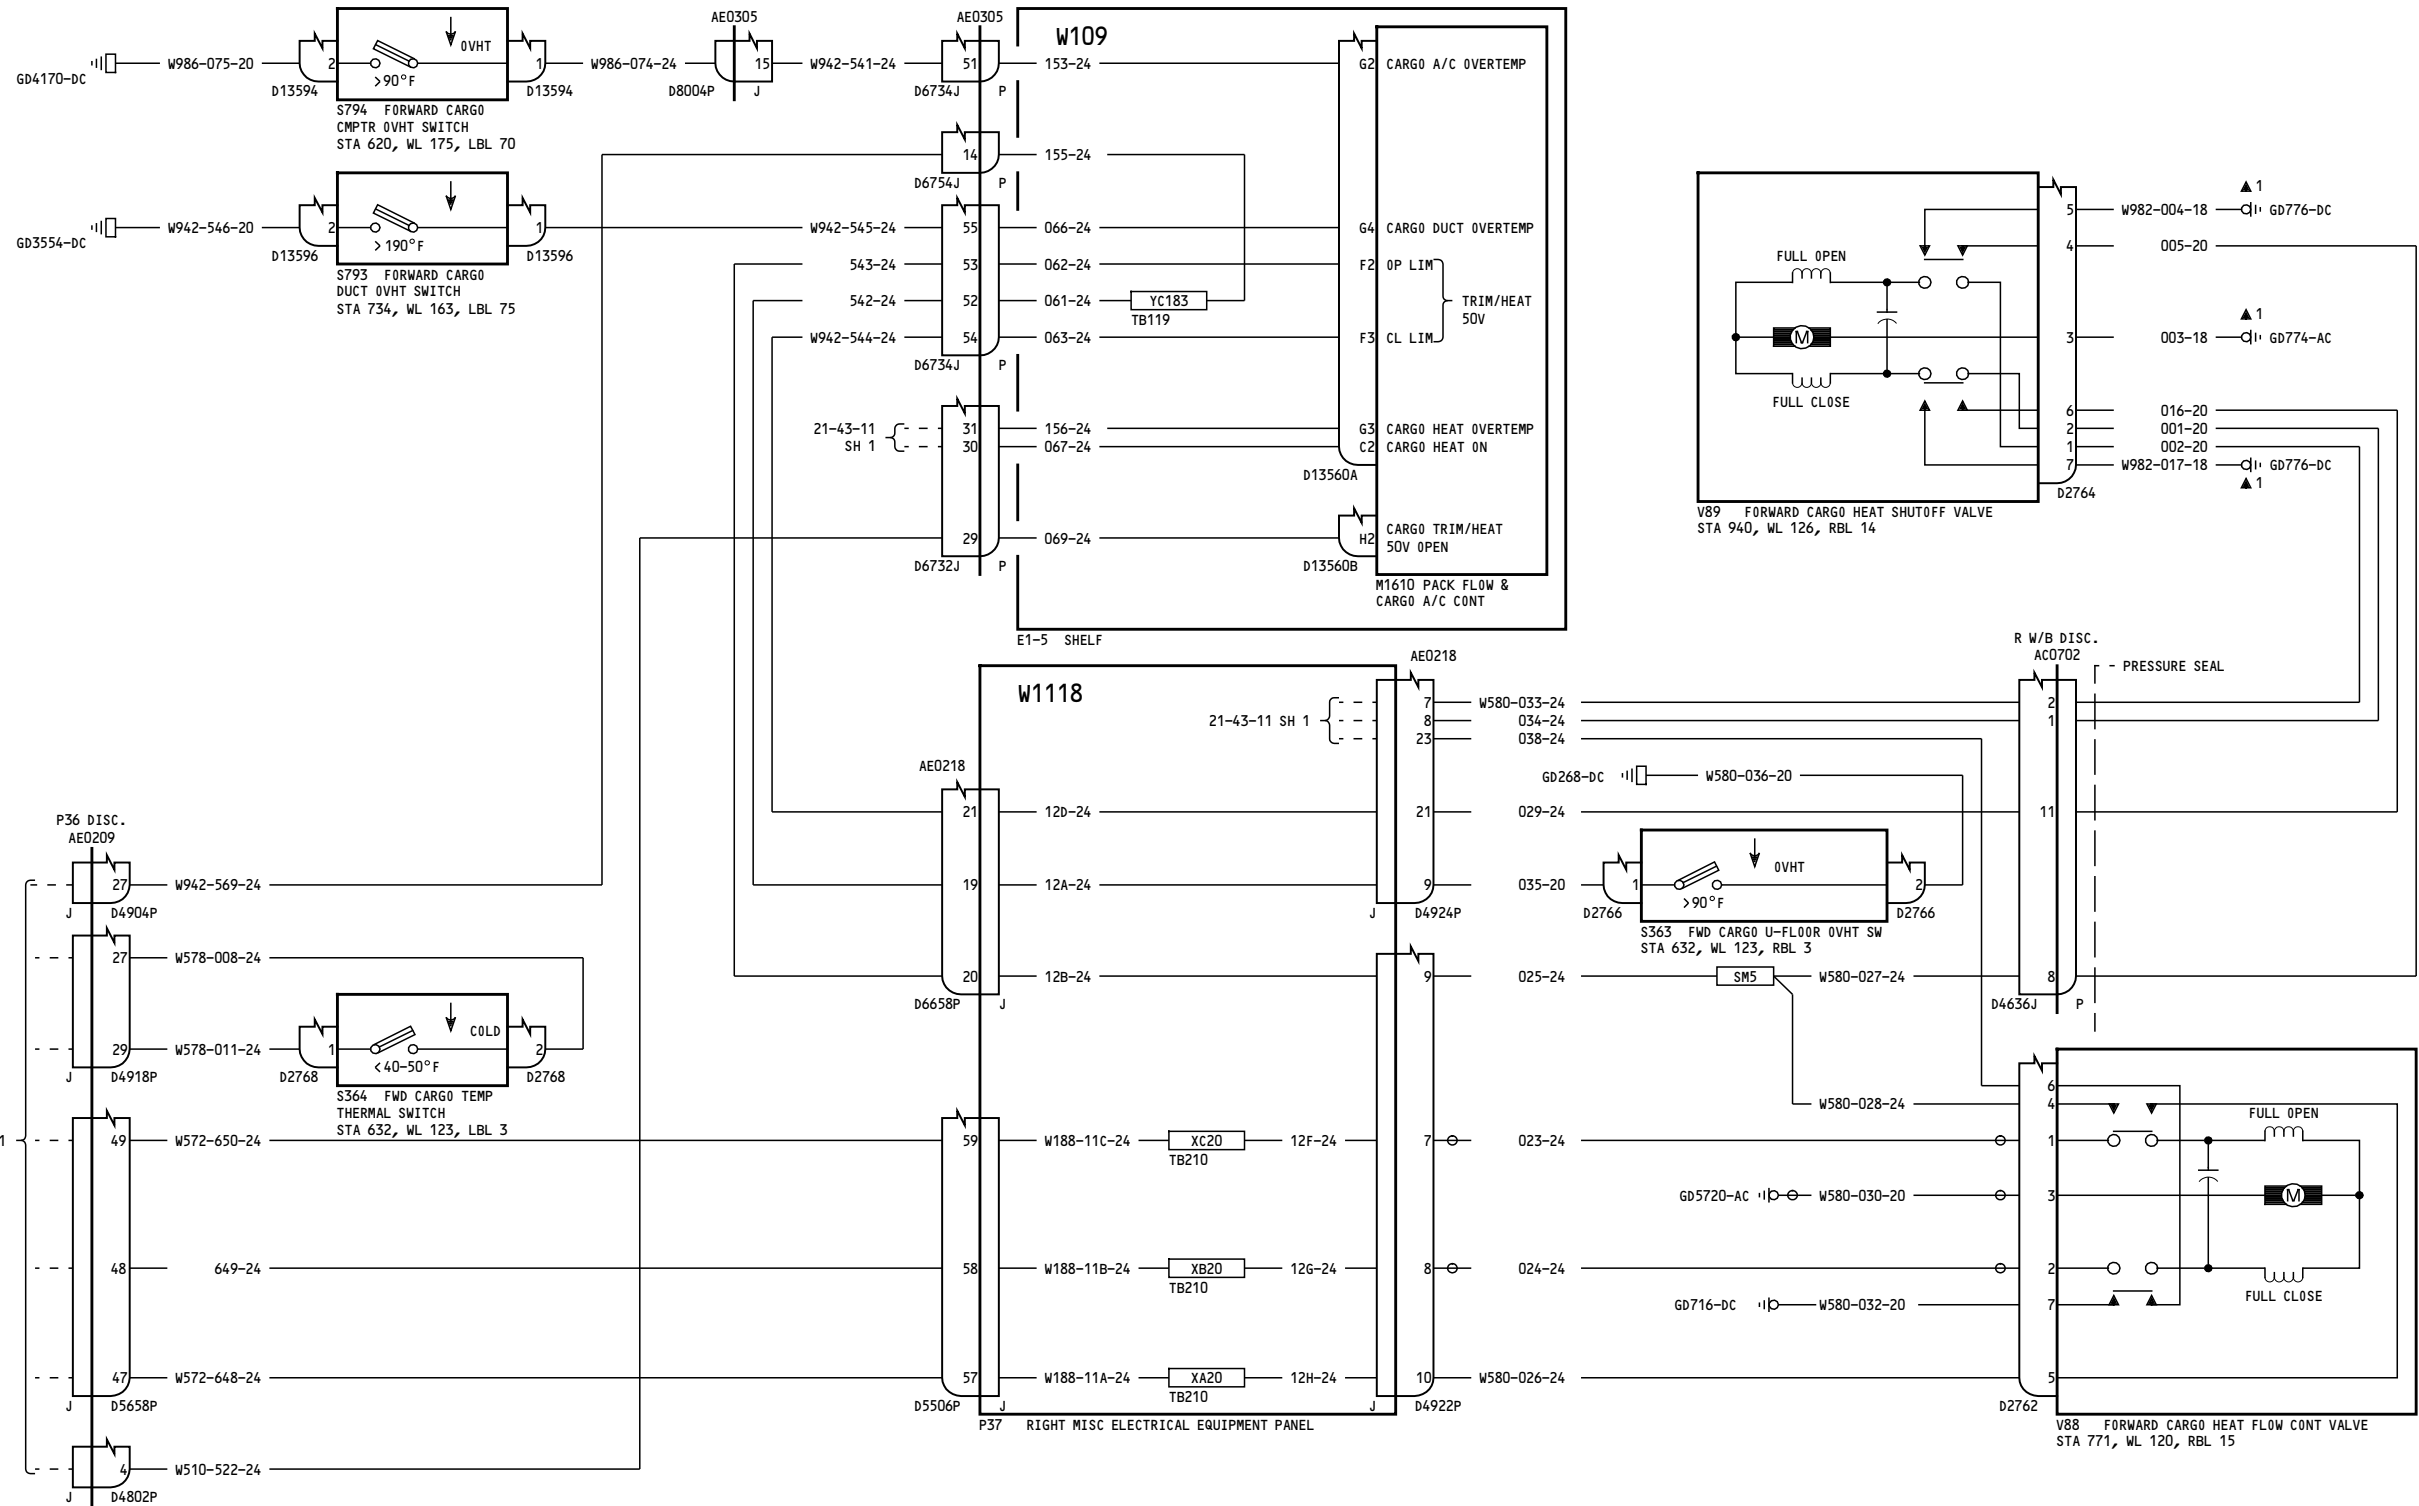 AE0305
AE0305
W109
GD4170-DC
W986-075-20
2
OVHT
>90°F
1
W986-074-24
15
W942-541-24
51
153-24
G2
CARGO A/C OVERTEMP
D13594
D13594
D8004P
J
D6734J
P
S794 FORWARD CARGO
CMPTR OVHT SWITCH
STA 620, WL 175, LBL 70
14
155-24
D6754J
P
GD3554-DC
W942-546-20
2
>190°F
1
W942-545-24
55
066-24
G4
CARGO DUCT OVERTEMP
D13596
D13596
S793 FORWARD CARGO
DUCT OVHT SWITCH
STA 734, WL 163, LBL 75
543-24
53
062-24
F2
OP LIM
542-24
52
061-24
YC183
TB119
TRIM/HEAT
SOV
W942-544-24
54
063-24
F3
CL LIM
D6734J
P
21-43-11
SH 1
31
156-24
G3
CARGO HEAT OVERTEMP
30
067-24
C2
CARGO HEAT ON
D13560A
29
069-24
H2
CARGO TRIM/HEAT
SOV OPEN
D6732J
P
D13560B
M1610 PACK FLOW &
CARGO A/C CONT
E1-5 SHELF
FULL OPEN
M
FULL CLOSE
5
W982-004-18
1
GD776-DC
4
005-20
3
003-18
1
GD774-AC
6
016-20
2
001-20
1
002-20
7
W982-017-18
GD776-DC
1
D2764
V89 FORWARD CARGO HEAT SHUTOFF VALVE
STA 940, WL 126, RBL 14
R W/B DISC.
AC0702
PRESSURE SEAL
AE0218
W1118
21-43-11 SH 1
7
W580-033-24
2
8
034-24
1
23
038-24
GD268-DC
W580-036-20
AE0218
21
12D-24
21
029-24
11
19
12A-24
9
035-20
1
OVHT
>90°F
2
J
D4924P
D2766
D2766
S363 FWD CARGO U-FLOOR OVHT SW
STA 632, WL 123, RBL 3
20
12B-24
9
025-24
SM5
W580-027-24
8
D6658P
J
D4636J
P
P36 DISC.
AE0209
27
W942-569-24
J
D4904P
27
W578-008-24
29
W578-011-24
1
COLD
<40-50°F
2
J
D4918P
D2768
D2768
S364 FWD CARGO TEMP
THERMAL SWITCH
STA 632, WL 123, LBL 3
6
W580-028-24
4
FULL OPEN
1
49
W572-650-24
59
W188-11C-24
XC20
TB210
12F-24
7
023-24
1
GD5720-AC
W580-030-20
3
M
48
649-24
58
W188-11B-24
XB20
TB210
12G-24
8
024-24
2
FULL CLOSE
GD716-DC
W580-032-20
7
47
W572-648-24
57
W188-11A-24
XA20
TB210
12H-24
10
W580-026-24
5
J
D5658P
D5506P
J
J
D4922P
D2762
P37 RIGHT MISC ELECTRICAL EQUIPMENT PANEL
V88 FORWARD CARGO HEAT FLOW CONT VALVE
STA 771, WL 120, RBL 15
4
W510-522-24
J
D4802P